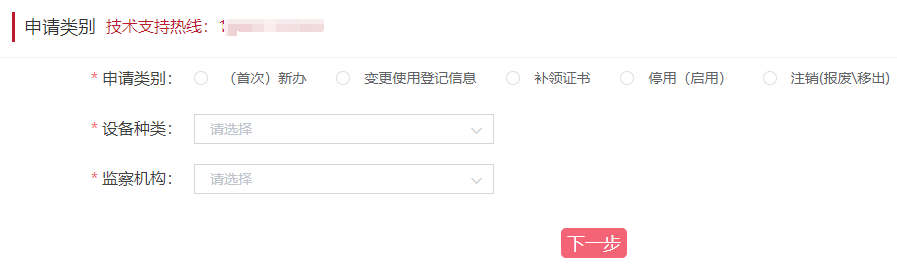 申请类别 技术支持热线：1
* 申请类别： （首次）新办 变更使用登记信息 补领证书 停用（启用） 注销(报废\移出)
* 设备种类： 请选择
* 监察机构： 请选择
下一步